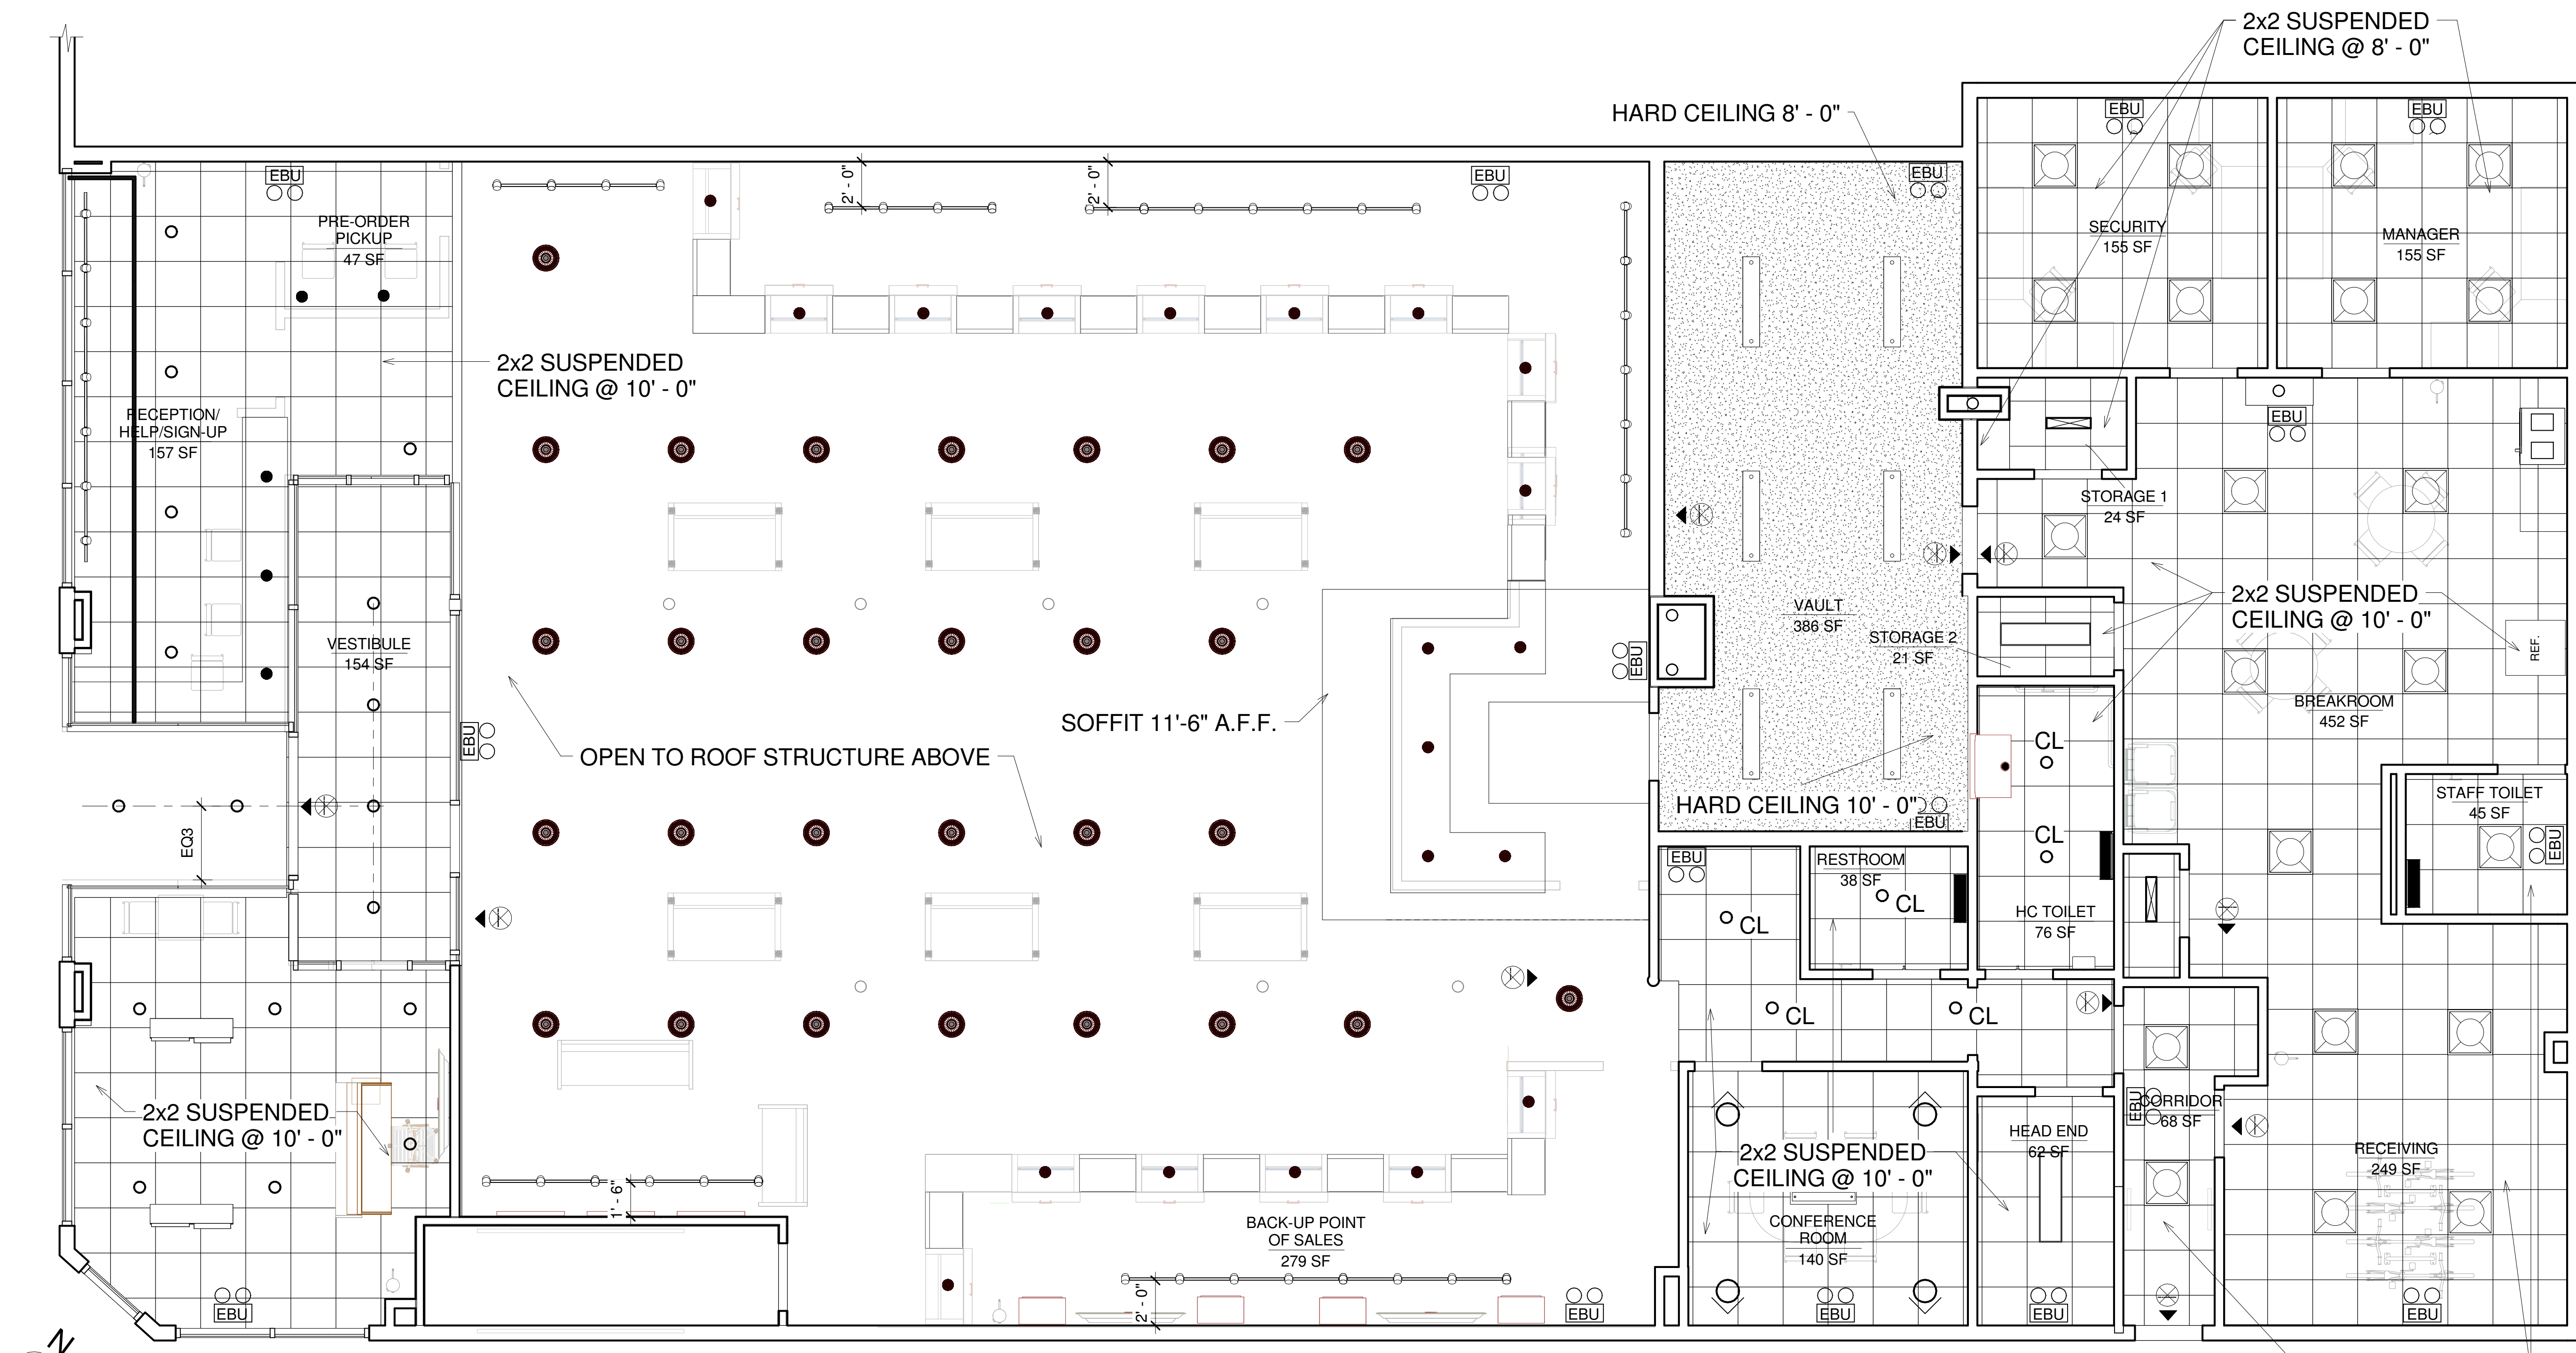 2x2 SUSPENDED
CEILING @ 8' - 0"
HARD CEILING 8' - 0"
EBU
EBU
EBU
EBU
EBU
2' - 0"
2' - 0"
PRE-ORDER
PICKUP
47 SF
SECURITY
155 SF
MANAGER
155 SF
2x2 SUSPENDED
CEILING @ 10' - 0"
RECEPTION/
HELP/SIGN-UP
157 SF
EBU
STORAGE 1
24 SF
2x2 SUSPENDED
CEILING @ 10' - 0"
VAULT
386 SF
STORAGE 2
21 SF
REF.
VESTIBULE
154 SF
EBU
BREAKROOM
452 SF
SOFFIT 11'-6" A.F.F.
EBU
OPEN TO ROOF STRUCTURE ABOVE
CL
HARD CEILING 10' - 0"
EBU
STAFF TOILET
45 SF
EBU
EQ3
CL
EBU
RESTROOM
38 SF
CL
CL
HC TOILET
76 SF
CL
CL
2x2 SUSPENDED
CEILING @ 10' - 0"
EBU
CORRIDOR
68 SF
HEAD END
62 SF
2x2 SUSPENDED
CEILING @ 10' - 0"
RECEIVING
249 SF
1' - 6"
BACK-UP POINT
OF SALES
279 SF
CONFERENCE
ROOM
140 SF
2' - 0"
EBU
EBU
EBU
EBU
EBU
N